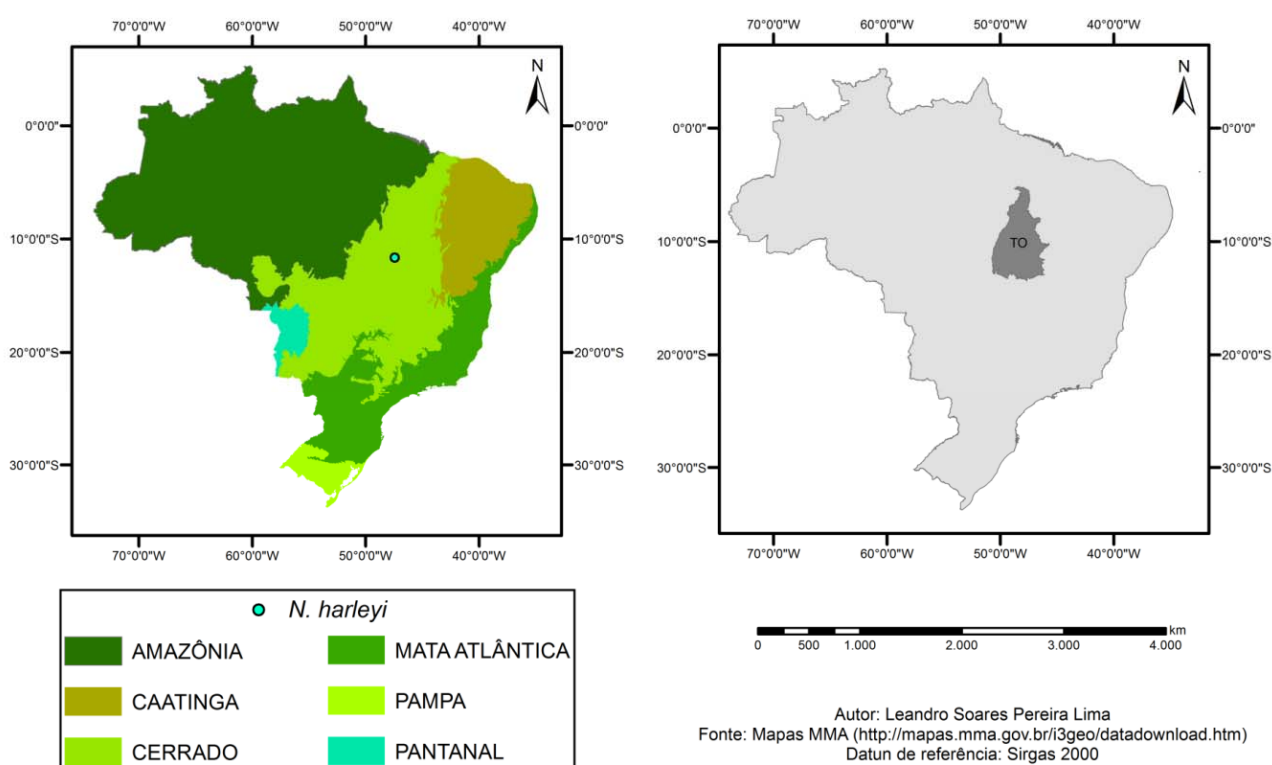 70°0'0"W 60°0'0"W 50°0'0"W 40°0'0"W
N
0°0'0" 0°0'0"
10°0'0"S 10°0'0"S
20°0'0"S 20°0'0"S
30°0'0"S 30°0'0"S
70°0'0"W 60°0'0"W 50°0'0"W 40°0'0"W
N. harleyi
AMAZÔNIA MATA ATLÂNTICA
CAATINGA PAMPA
CERRADO PANTANAL
70°0'0"W 60°0'0"W 50°0'0"W 40°0'0"W
N
0°0'0" 0°0'0"
TO
10°0'0"S 10°0'0"S
20°0'0"S 20°0'0"S
30°0'0"S 30°0'0"S
70°0'0"W 60°0'0"W 50°0'0"W 40°0'0"W
km
0 500 1.000 2.000 3.000 4.000
Autor: Leandro Soares Pereira Lima
Fonte: Mapas MMA (http://mapas.mma.gov.br/i3geo/datadownload.htm)
Datun de referência: Sirgas 2000